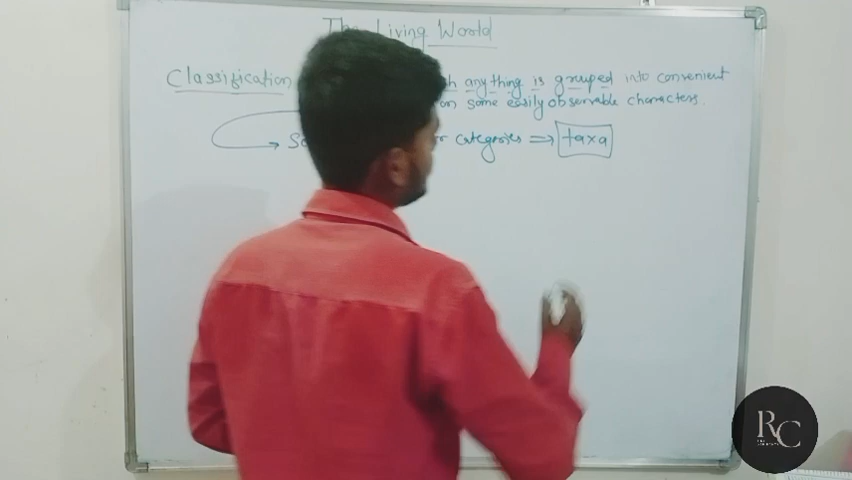 The Living World
Classification anything is grouped into convenient
on some easily observable characters.
categories ⇒ taxa
RC